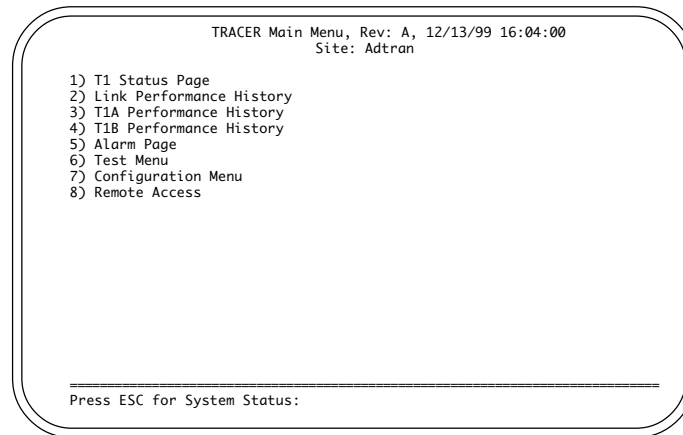 TRACER Main Menu, Rev: A, 12/13/99 16:04:00
Site: Adtran
1) T1 Status Page
2) Link Performance History
3) T1A Performance History
4) T1B Performance History
5) Alarm Page
6) Test Menu
7) Configuration Menu
8) Remote Access
================================================================================
Press ESC for System Status: